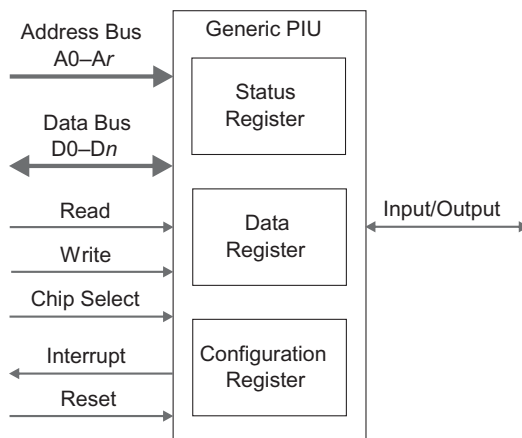 Address Bus
A0–Ar
Data Bus
D0–Dn
Read
Write
Chip Select
Interrupt
Reset
Generic PIU
Status
Register
Data
Register
Configuration
Register
Input/Output